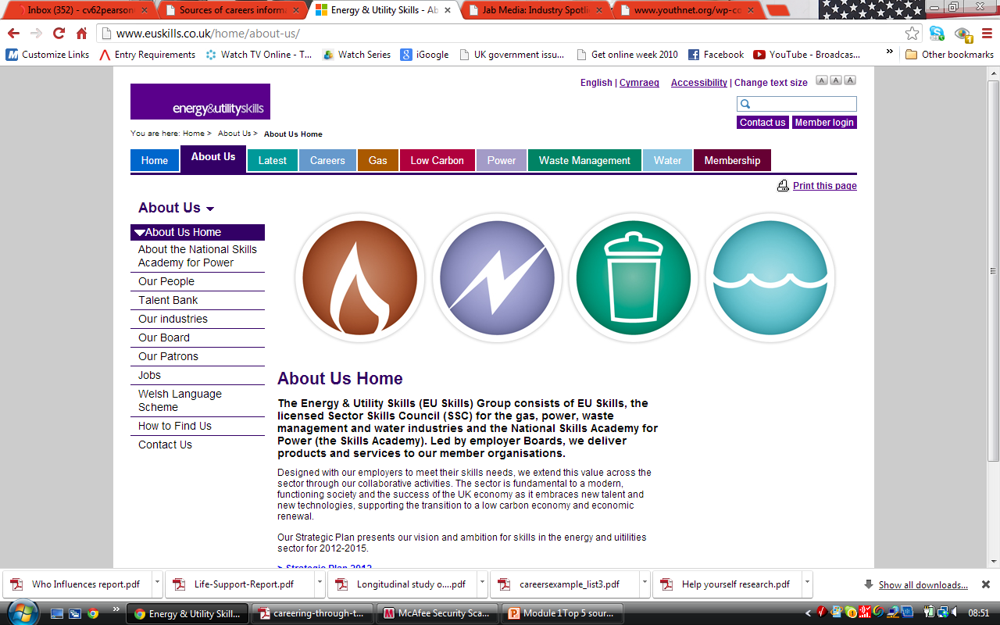 Inbox (352) - cv62pearson
Sources of careers informa
Energy & Utility Skills - Ab
Jab Media: Industry Spotli
www.youthnet.org/wp-co
www.euskills.co.uk/home/about-us/
Customize Links
Entry Requirements
Watch TV Online - T...
Watch Series
iGoogle
UK government issu...
Get online week 2010
Facebook
YouTube - Broadcas...
»
Other bookmarks
English | Cymraeg Accessibility | Change text size A A A
energy&utilityskills
Contact us Member login
You are here: Home > About Us > About Us Home
Home
About Us
Latest
Careers
Gas
Low Carbon
Power
Waste Management
Water
Membership
Print this page
About Us
About Us Home
About the National Skills
Academy for Power
Our People
Talent Bank
Our industries
Our Board
Our Patrons
Jobs
Welsh Language
Scheme
How to Find Us
Contact Us
About Us Home
The Energy & Utility Skills (EU Skills) Group consists of EU Skills, the
licensed Sector Skills Council (SSC) for the gas, power, waste
management and water industries and the National Skills Academy for
Power (the Skills Academy). Led by employer Boards, we deliver
products and services to our member organisations.
Designed with our employers to meet their skills needs, we extend this value across the
sector through our collaborative activities. The sector is fundamental to a modern,
functioning society and the success of the UK economy as it embraces new talent and
new technologies, supporting the transition to a low carbon economy and economic
renewal.
Our Strategic Plan presents our vision and ambition for skills in the energy and uitilities
sector for 2012-2015.
> Strategic Plan 2012
Who Influences report.pdf
Life-Support-Report.pdf
Longitudinal study o....pdf
careersexample_list3.pdf
Help yourself research.pdf
Show all downloads...
»
Energy & Utility Skill...
careering-through-t...
McAfee Security Sca...
Module 1Top 5 sour...
08:51